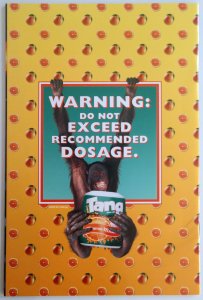 WARNING:
DO NOT
EXCEED
RECOMMENDED
DOSAGE.
Tang